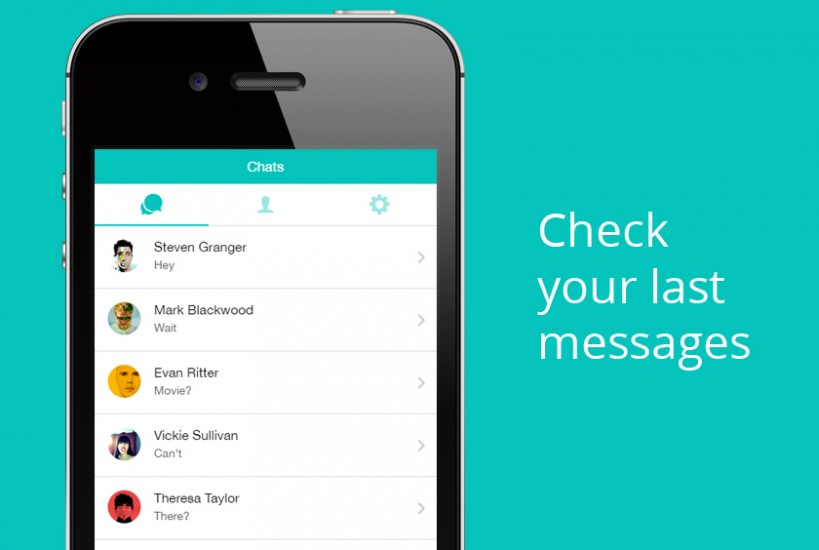 Chats
Steven Granger
Hey
Mark Blackwood
Wait
Evan Ritter
Movie?
Vickie Sullivan
Can't
Theresa Taylor
There?
Check
your last
messages